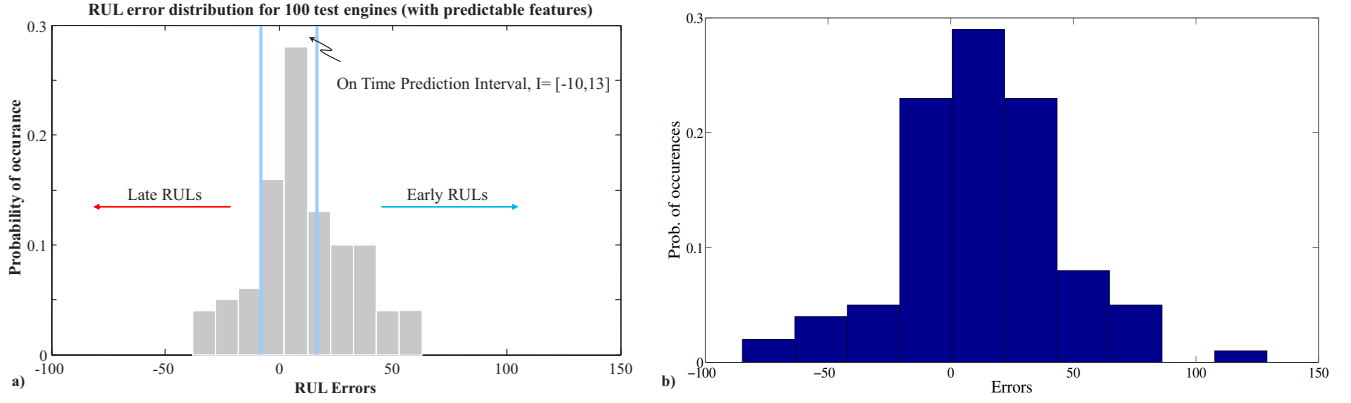 RUL error distribution for 100 test engines (with predictable features)
0.3
0.2
0.1
0
Probability of occurance
On Time Prediction Interval, I= [-10,13]
Late RULs
Early RULs
-100
-50
0
50
100
150
RUL Errors
a)
0.3
0.2
0.1
0
Prob. of occurences
−100
−50
0
50
100
150
Errors
b)